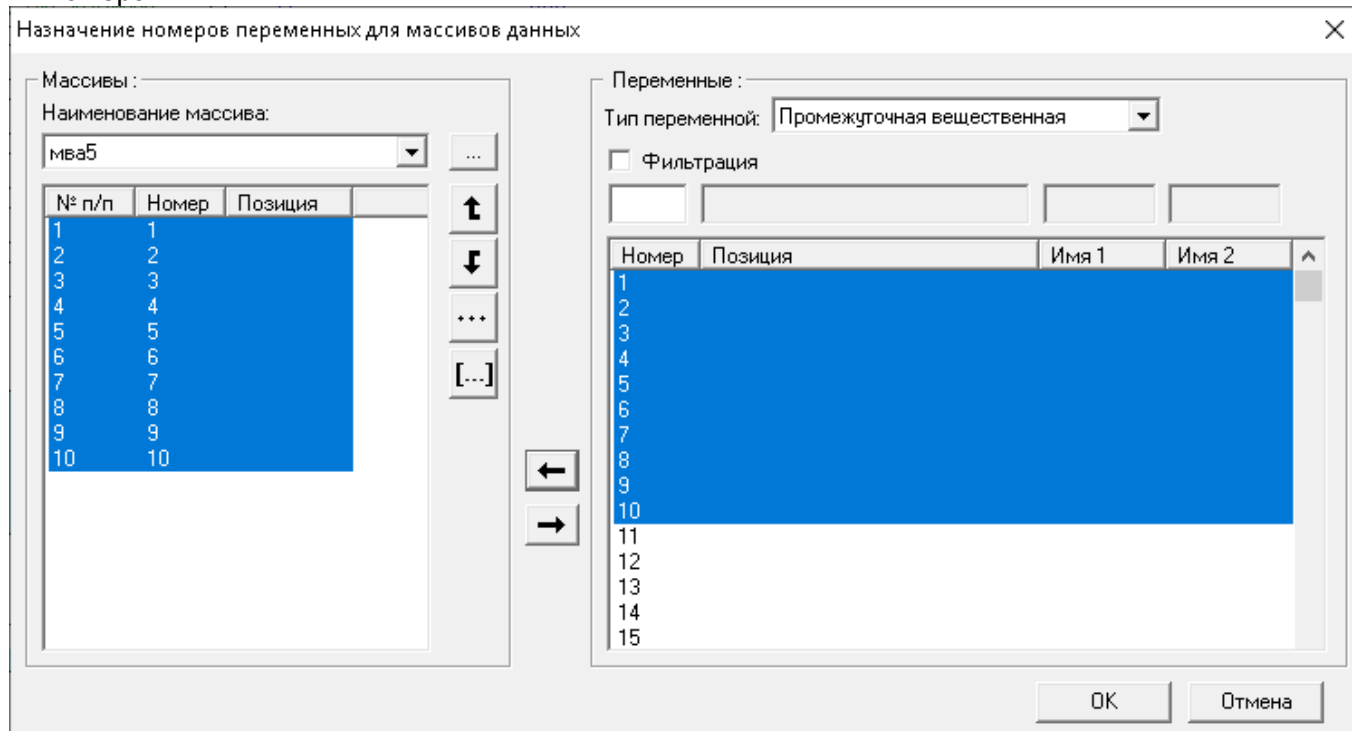 Назначение номеров переменных для массивов данных
Массивы :
Наименование массива:
мва5
...
№ п/п Номер Позиция
1 1
2 2
3 3
4 4
5 5
6 6
7 7
8 8
9 9
10 10
[...]
Переменные :
Тип переменной: Промежуточная вещественная
Фильтрация
Номер Позиция Имя 1 Имя 2
1
2
3
4
5
6
7
8
9
10
11
12
13
14
15
OK Отмена